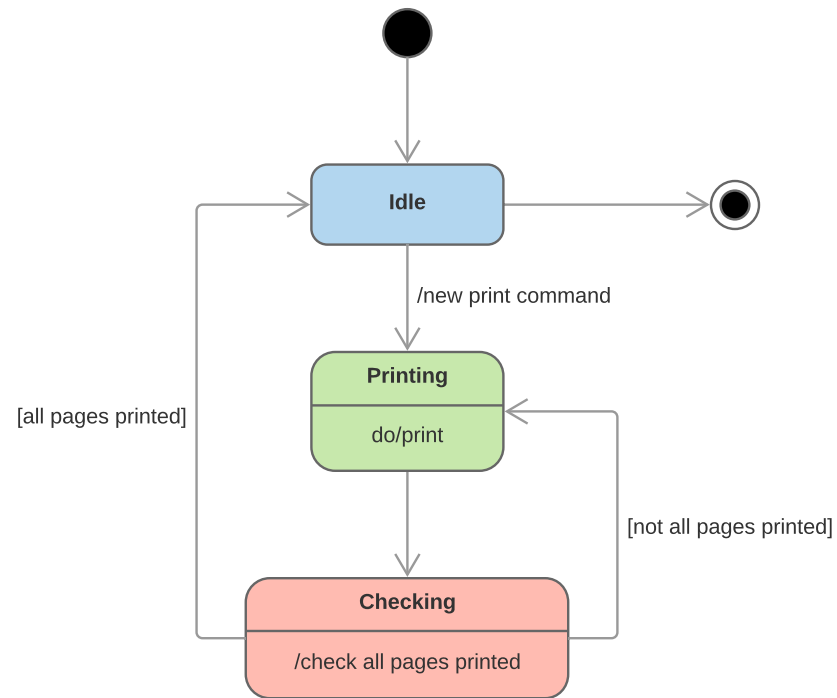 Idle
/new print command
Printing
do/print
[all pages printed]
[not all pages printed]
Checking
/check all pages printed